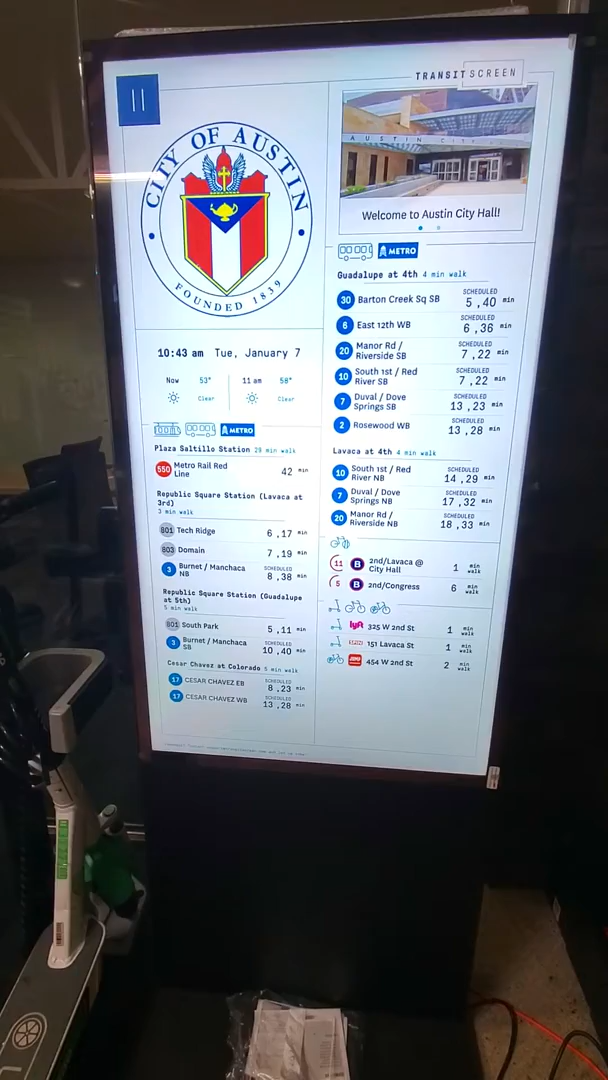 TRANSITSCREEN
CITY OF AUSTIN
FOUNDED 1839
10:43 am Tue, January 7
Now 53° 11 am 58°
Clear Clear
METRO
Plaza Saltillo Station 29 min walk
550 Metro Rail Red Line 42 min
Republic Square Station (Lavaca at
3rd)
3 min walk
801 Tech Ridge 6 ,17 min
803 Domain 7 ,19 min
3 Burnet / Manchaca
NB
SCHEDULED
8 ,38 min
Republic Square Station (Guadalupe
at 5th)
5 min walk
801 South Park 5 ,11 min
3 Burnet / Manchaca
SB
SCHEDULED
10 ,40 min
Cesar Chavez at Colorado 5 min walk
17 CESAR CHAVEZ EB
SCHEDULED
8 ,23 min
17 CESAR CHAVEZ WB
SCHEDULED
13 ,28 min
AUSTIN CITY
Welcome to Austin City Hall!
METRO
Guadalupe at 4th 4 min walk
30 Barton Creek Sq SB
SCHEDULED
5 ,40 min
6 East 12th WB
SCHEDULED
6 ,36 min
20 Manor Rd /
Riverside SB
SCHEDULED
7 ,22 min
10 South 1st / Red
River SB
SCHEDULED
7 ,22 min
7 Duval / Dove
Springs SB
SCHEDULED
13 ,23 min
2 Rosewood WB
SCHEDULED
13 ,28 min
Lavaca at 4th 4 min walk
10 South 1st / Red
River NB
SCHEDULED
14 ,29 min
7 Duval / Dove
Springs NB
SCHEDULED
17 ,32 min
20 Manor Rd /
Riverside NB
SCHEDULED
18 ,33 min
11 B 2nd/Lavaca @
City Hall
1 min walk
5 B 2nd/Congress 6 min walk
lyft 325 W 2nd St 1 min walk
151 Lavaca St 1 min walk
JUMP 454 W 2nd St 2 min walk